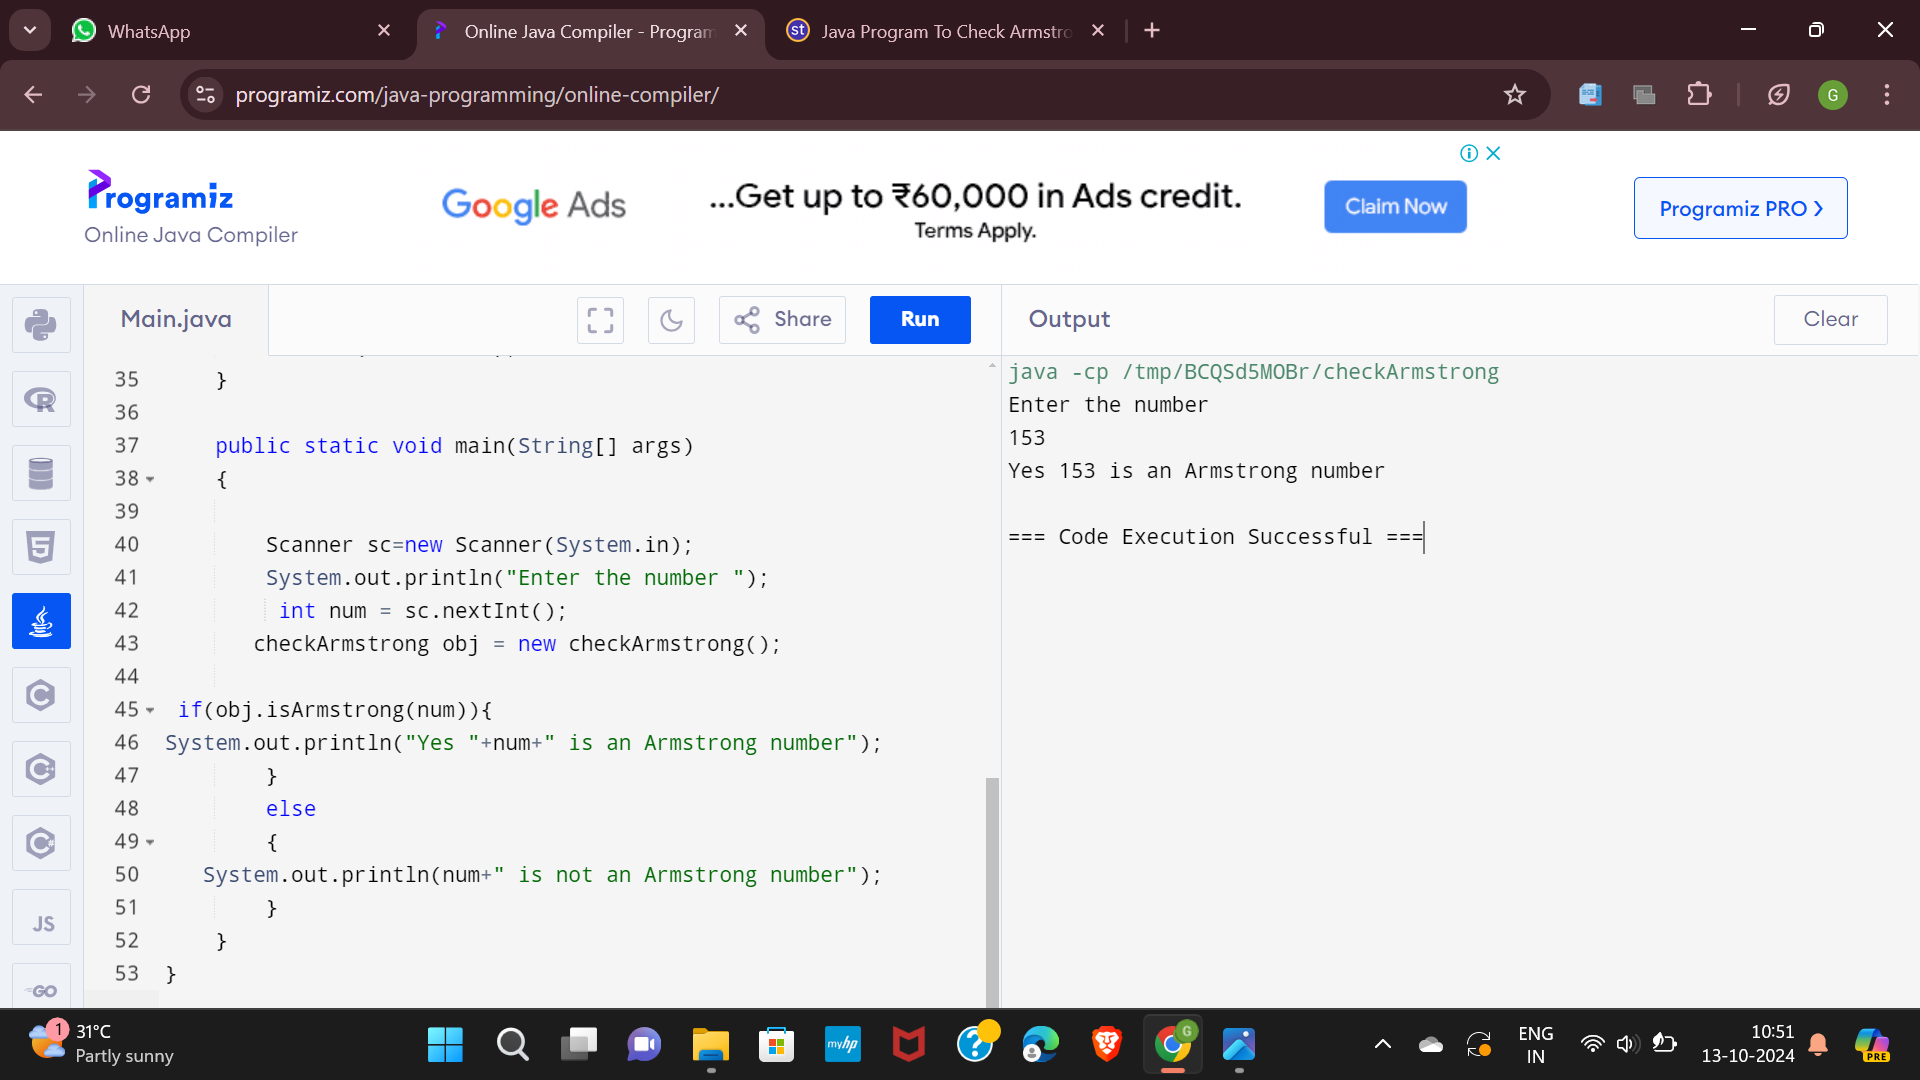 WhatsApp
Online Java Compiler - Program
Java Program To Check Armstro
programiz.com/java-programming/online-compiler/
G
Programiz
Online Java Compiler
Google Ads
...Get up to ₹60,000 in Ads credit.
Terms Apply.
Claim Now
Programiz PRO
Main.java
Share
Run
Output
Clear
35 }
36
37 public static void main(String[] args)
38 {
39
40 Scanner sc=new Scanner(System.in);
41 System.out.println("Enter the number ");
42 int num = sc.nextInt();
43 checkArmstrong obj = new checkArmstrong();
44
45 if(obj.isArmstrong(num)){
46 System.out.println("Yes "+num+" is an Armstrong number");
47 }
48 else
49 {
50 System.out.println(num+" is not an Armstrong number");
51 }
52 }
53 }
java -cp /tmp/BCQSd5MOBr/checkArmstrong
Enter the number
153
Yes 153 is an Armstrong number
=== Code Execution Successful ===
JS
GO
1
31°C
Partly sunny
myhp
G
ENG
IN
10:51
13-10-2024
PRE